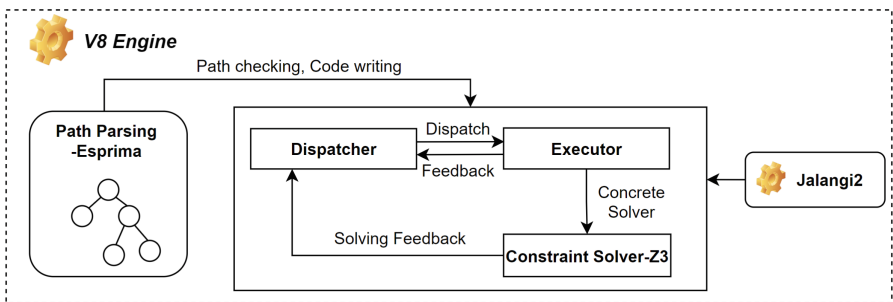 V8 Engine
Path checking, Code writing
Path Parsing
-Esprima
Dispatcher
Dispatch
Feedback
Executor
Concrete
Solver
Solving Feedback
Constraint Solver-Z3
Jalangi2